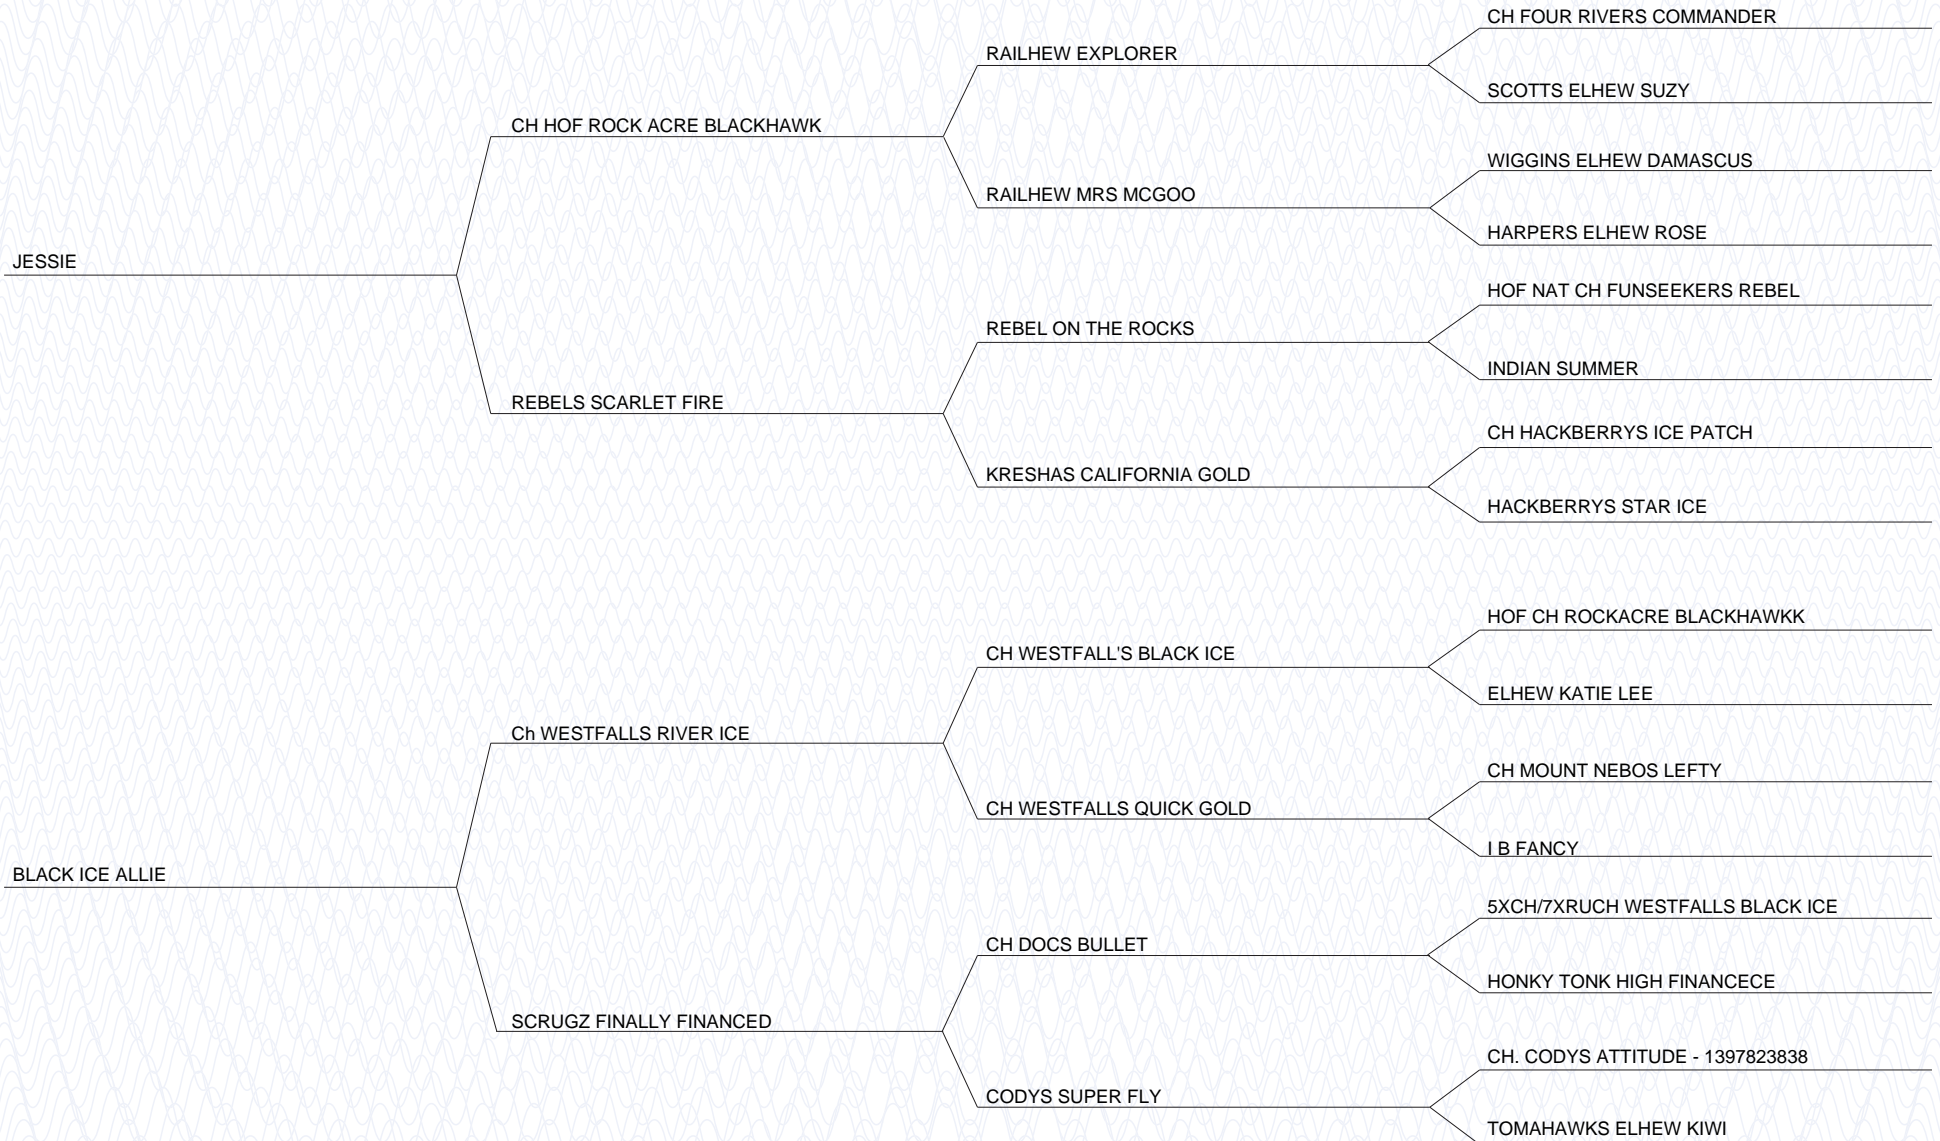 CH FOUR RIVERS COMMANDER
RAILHEW EXPLORER
SCOTTS ELHEW SUZY
CH HOF ROCK ACRE BLACKHAWK
WIGGINS ELHEW DAMASCUS
RAILHEW MRS MCGOO
HARPERS ELHEW ROSE
JESSIE
HOF NAT CH FUNSEEKERS REBEL
REBEL ON THE ROCKS
INDIAN SUMMER
REBELS SCARLET FIRE
CH HACKBERRYS ICE PATCH
KRESHAS CALIFORNIA GOLD
HACKBERRYS STAR ICE
HOF CH ROCKACRE BLACKHAWKK
CH WESTFALL'S BLACK ICE
ELHEW KATIE LEE
Ch WESTFALLS RIVER ICE
CH MOUNT NEBOS LEFTY
CH WESTFALLS QUICK GOLD
I B FANCY
BLACK ICE ALLIE
5XCH/7XRUCH WESTFALLS BLACK ICE
CH DOCS BULLET
HONKY TONK HIGH FINANCECE
SCRUGZ FINALLY FINANCED
CH. CODYS ATTITUDE - 1397823838
CODYS SUPER FLY
TOMAHAWKS ELHEW KIWI